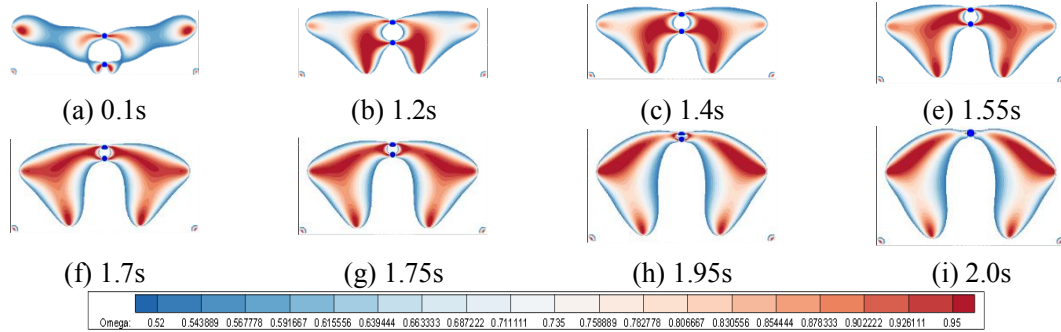 (a) 0.1s (b) 1.2s (c) 1.4s (e) 1.55s
(f) 1.7s (g) 1.75s (h) 1.95s (i) 2.0s
Omega: 0.52 0.543889 0.567778 0.591667 0.615556 0.639444 0.663333 0.687222 0.711111 0.735 0.758889 0.782778 0.806667 0.830556 0.854444 0.878333 0.902222 0.926111 0.95